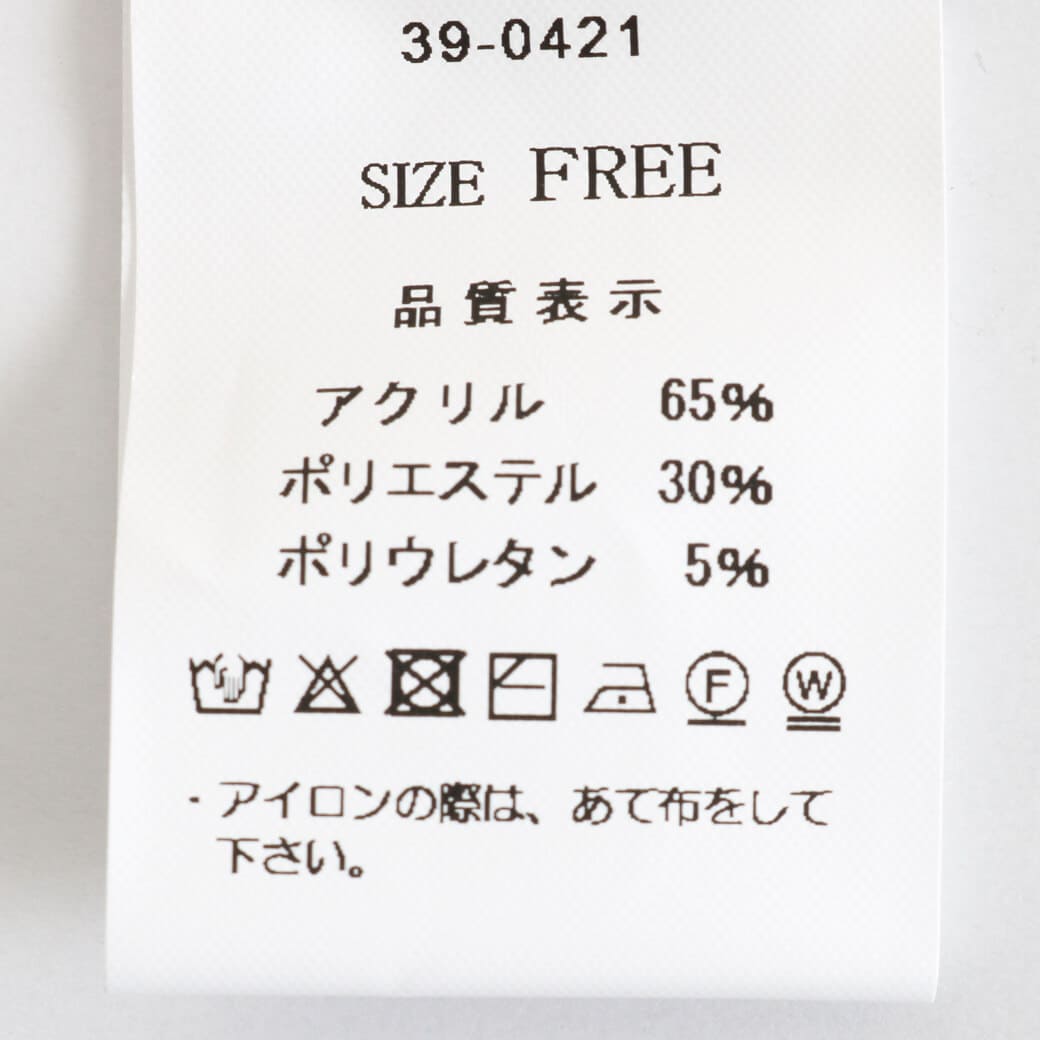 39-0421
SIZE FREE
品質表示
アクリル 65%
ポリエステル 30%
ポリウレタン 5%
F W
・アイロンの際は、あて布をして
下さい。